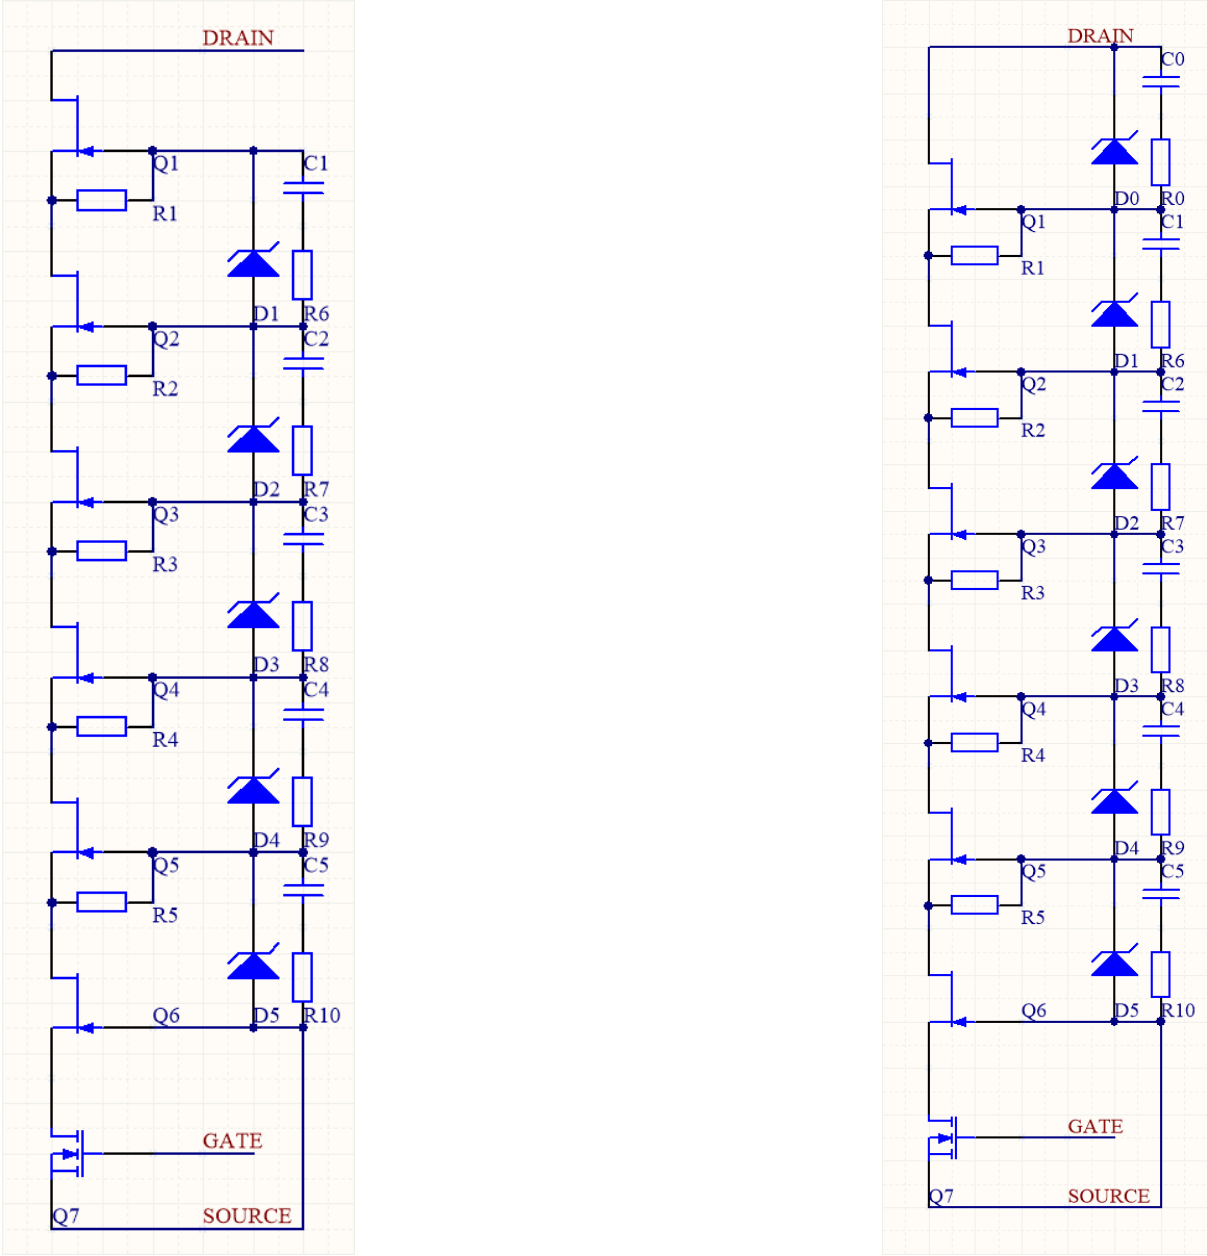 DRAIN
Q1
C1
R1
D1
R6
Q2
C2
R2
D2
R7
Q3
C3
R3
D3
R8
Q4
C4
R4
D4
R9
Q5
C5
R5
Q6
D5
R10
GATE
Q7
SOURCE
DRAIN
C0
D0
R0
Q1
C1
R1
D1
R6
Q2
C2
R2
D2
R7
Q3
C3
R3
D3
R8
Q4
C4
R4
D4
R9
Q5
C5
R5
Q6
D5
R10
GATE
Q7
SOURCE